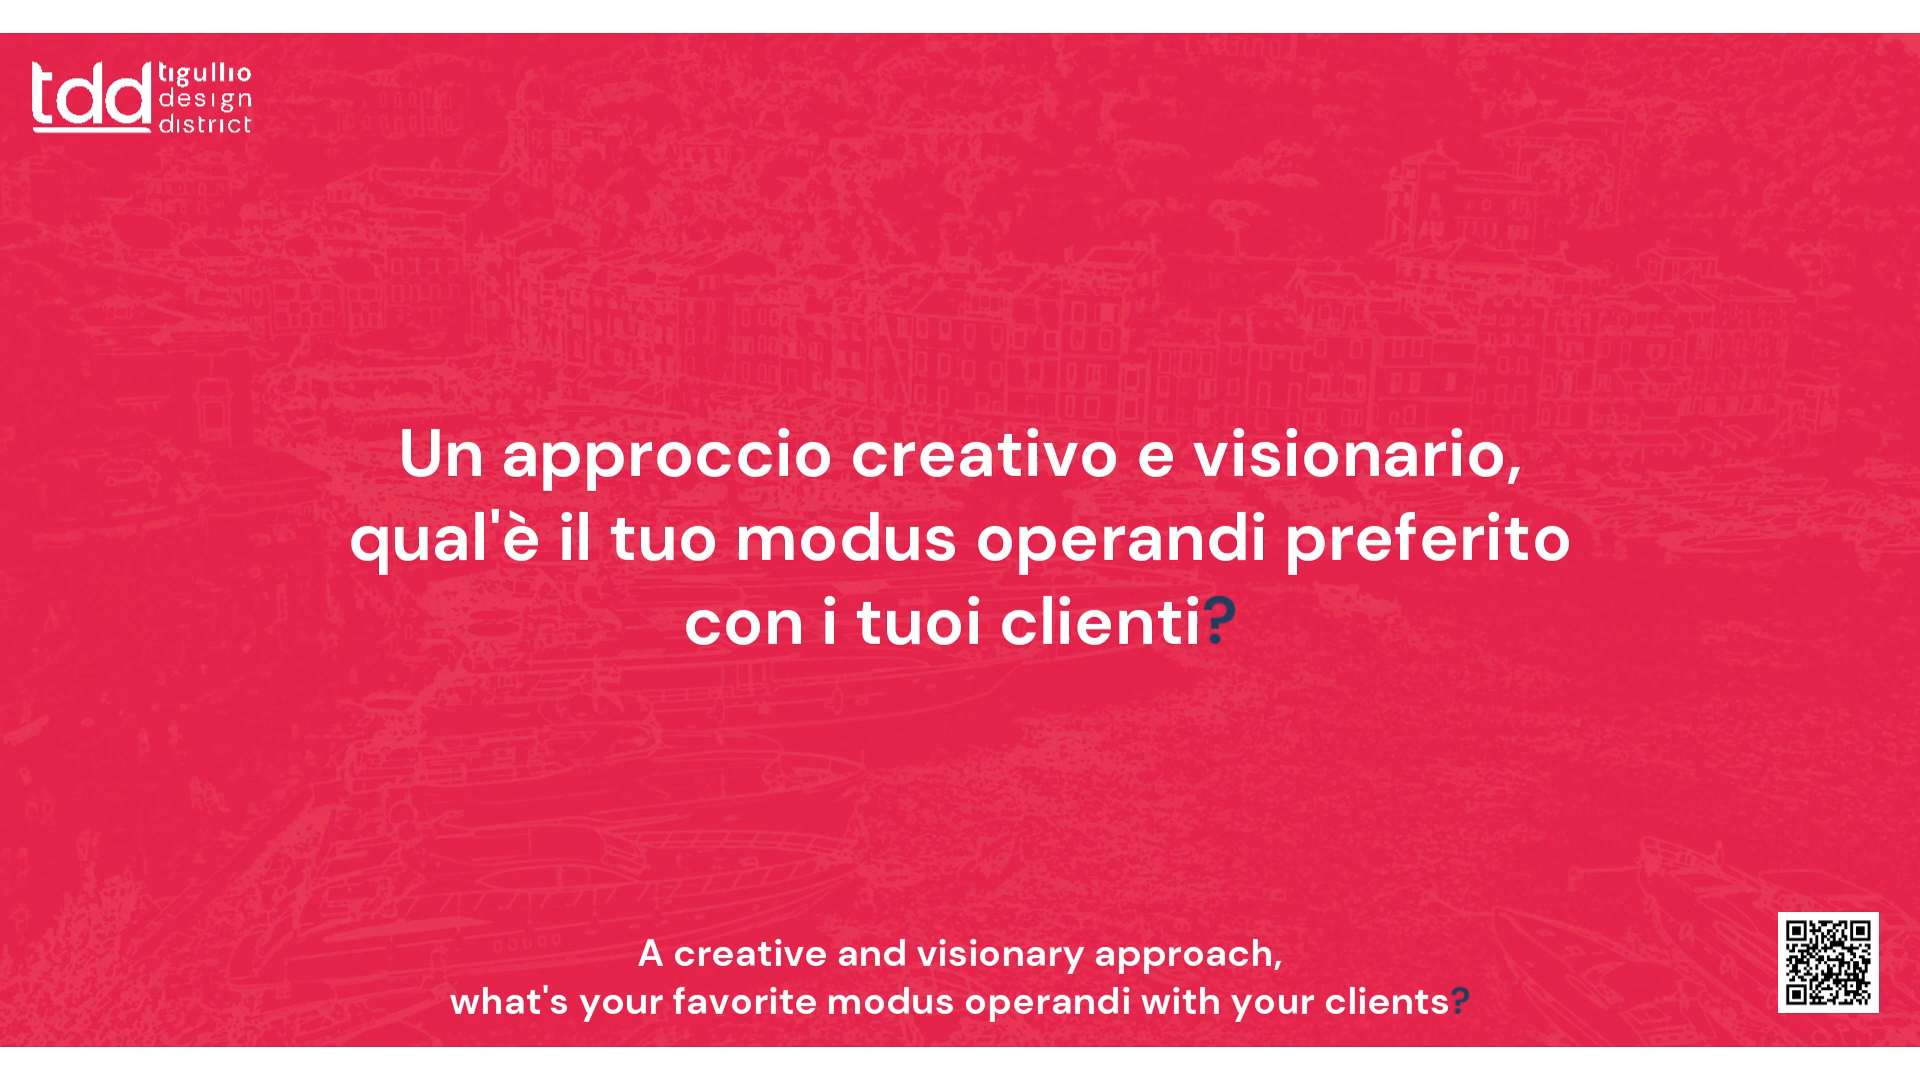 tdd
tigullio
design
district
Un approccio creativo e visionario,
qual'è il tuo modus operandi preferito
con i tuoi clienti?
A creative and visionary approach,
what's your favorite modus operandi with your clients?